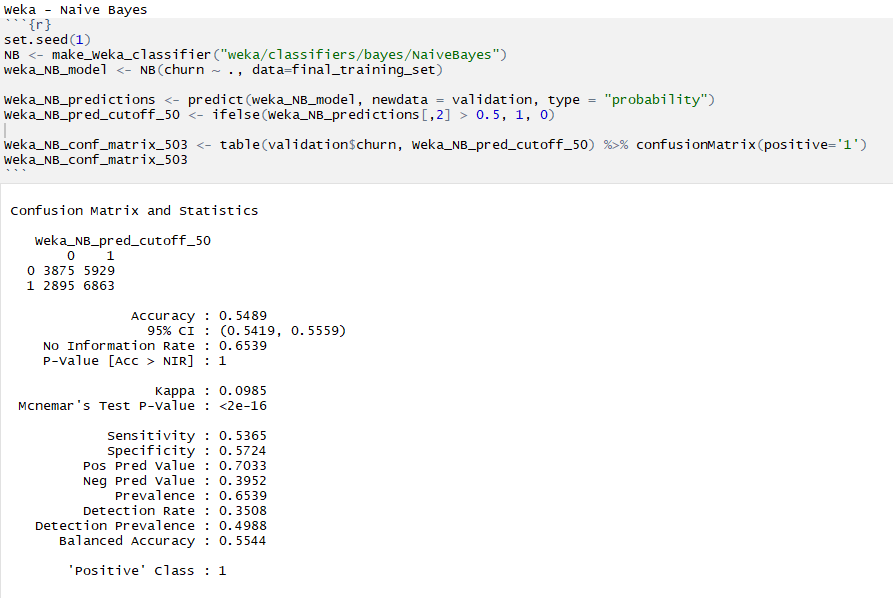 Weka - Naive Bayes
```{r}
set.seed(1)
NB <- make_Weka_classifier("weka/classifiers/bayes/NaiveBayes")
weka_NB_model <- NB(churn ~ ., data=final_training_set)
Weka_NB_predictions <- predict(weka_NB_model, newdata = validation, type = "probability")
Weka_NB_pred_cutoff_50 <- ifelse(Weka_NB_predictions[,2] > 0.5, 1, 0)
Weka_NB_conf_matrix_503 <- table(validation$churn, Weka_NB_pred_cutoff_50) %>% confusionMatrix(positive='1')
Weka_NB_conf_matrix_503
```
Confusion Matrix and Statistics
Weka_NB_pred_cutoff_50
0 1
0 3875 5929
1 2895 6863
Accuracy : 0.5489
95% CI : (0.5419, 0.5559)
No Information Rate : 0.6539
P-Value [Acc > NIR] : 1
Kappa : 0.0985
Mcnemar's Test P-Value : <2e-16
Sensitivity : 0.5365
Specificity : 0.5724
Pos Pred Value : 0.7033
Neg Pred Value : 0.3952
Prevalence : 0.6539
Detection Rate : 0.3508
Detection Prevalence : 0.4988
Balanced Accuracy : 0.5544
'Positive' Class : 1